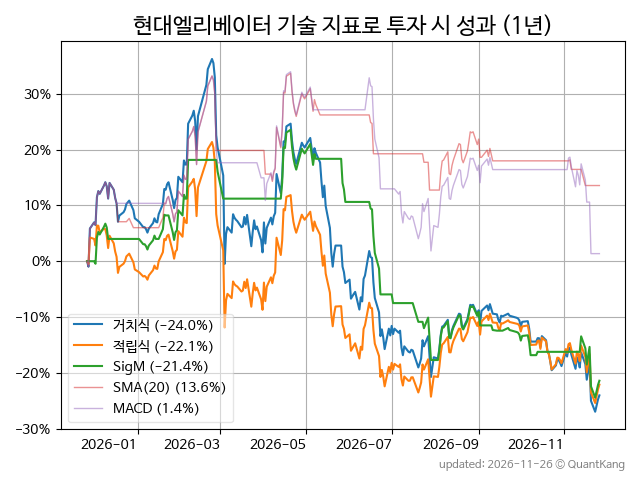 현대엘리베이터 기술 지표로 투자 시 성과 (1년)
30%
20%
10%
0%
−10%
−20%
−30%
거치식 (−24.0%)
적립식 (−22.1%)
SigM (−21.4%)
SMA(20) (13.6%)
MACD (1.4%)
2026-01
2026-03
2026-05
2026-07
2026-09
2026-11
updated: 2026-11-26 © QuantKang